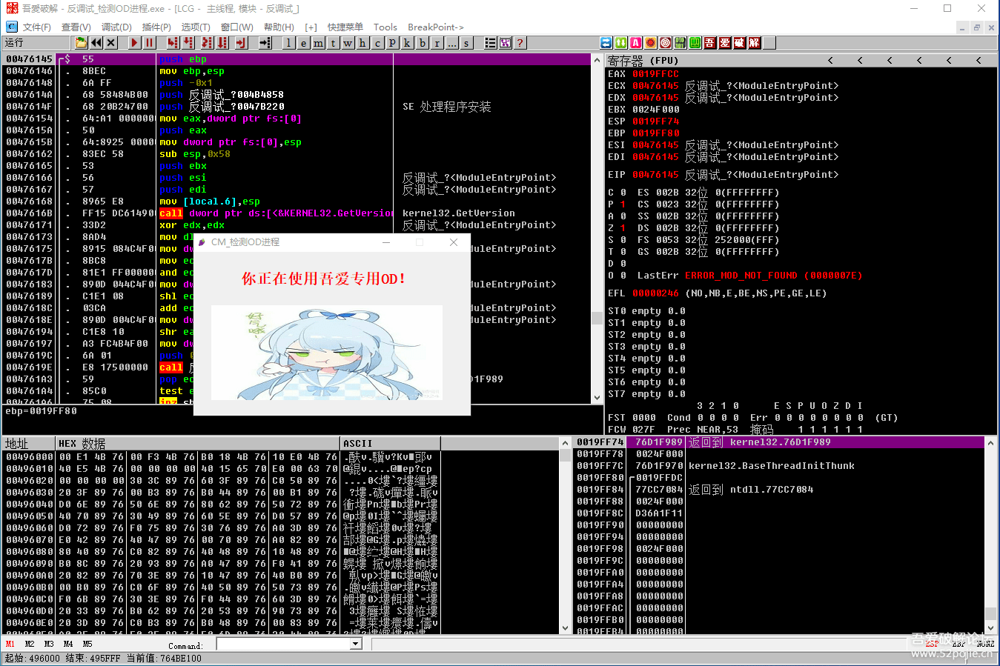 吾爱破解 - 反调试_检测OD进程.exe - [LCG - 主线程, 模块 - 反调试_]
文件(F) 查看(V) 调试(D) 插件(P) 选项(T) 窗口(W) 帮助(H) [+] 快捷菜单 Tools BreakPoint->
运行 l e m t w h c p k b r ... s ? 吾 爱 破 解
00476145 $ 55 push ebp
00476146 . 8BEC mov ebp,esp
00476148 . 6A FF push -0x1
0047614A . 68 58484B00 push 反调试_?004B4858
0047614F . 68 20B24700 push 反调试_?0047B220 SE 处理程序安装
00476154 . 64:A1 0000000 mov eax,dword ptr fs:[0]
0047615A . 50 push eax
0047615B . 64:8925 00000 mov dword ptr fs:[0],esp
00476162 . 83EC 58 sub esp,0x58
00476165 . 53 push ebx
00476166 . 56 push esi 反调试_?<ModuleEntryPoint>
00476167 . 57 push edi 反调试_?<ModuleEntryPoint>
00476168 . 8965 E8 mov [local.6],esp
0047616B . FF15 DC614900 call dword ptr ds:[<&KERNEL32.GetVersion kernel32.GetVersion
00476171 . 33D2 xor edx,edx 反调试_?<ModuleEntryPoint>
00476173 . 8AD4 mov dl
00476175 . 8915 084C4F0 mov dw duleEntryPoint>
0047617B . 8BC8 mov ec
0047617D . 81E1 FF00000 and ec
00476183 . 890D 044C4F0 mov dw duleEntryPoint>
00476189 . C1E1 08 shl ec
0047618C . 03CA add ec duleEntryPoint>
0047618E . 890D 004C4F0 mov dw duleEntryPoint>
00476194 . C1E8 10 shr ea
00476197 . A3 FC4B4F00 mov dw
0047619C . 6A 01 push 0
0047619E . E8 17500000 call 反
004761A3 . 59 pop ec D1F989
004761A4 . 85C0 test e
004761A6 . 75 08 jnz sh
ebp=0019FF80
CM_检测OD进程
你正在使用吾爱专用OD!
好气哦
寄存器 (FPU) < < < < < <
EAX 0019FFCC
ECX 00476145 反调试_?<ModuleEntryPoint>
EDX 00476145 反调试_?<ModuleEntryPoint>
EBX 0024F000
ESP 0019FF74
EBP 0019FF80
ESI 00476145 反调试_?<ModuleEntryPoint>
EDI 00476145 反调试_?<ModuleEntryPoint>
EIP 00476145 反调试_?<ModuleEntryPoint>
C 0 ES 002B 32位 0(FFFFFFFF)
P 1 CS 0023 32位 0(FFFFFFFF)
A 0 SS 002B 32位 0(FFFFFFFF)
Z 1 DS 002B 32位 0(FFFFFFFF)
S 0 FS 0053 32位 252000(FFF)
T 0 GS 002B 32位 0(FFFFFFFF)
D 0
O 0 LastErr ERROR_MOD_NOT_FOUND (0000007E)
EFL 00000246 (NO,NB,E,BE,NS,PE,GE,LE)
ST0 empty 0.0
ST1 empty 0.0
ST2 empty 0.0
ST3 empty 0.0
ST4 empty 0.0
ST5 empty 0.0
ST6 empty 0.0
ST7 empty 0.0
3 2 1 0 E S P U O Z D I
FST 0000 Cond 0 0 0 0 Err 0 0 0 0 0 0 0 0 (GT)
FCW 027F Prec NEAR,53 掩码 1 1 1 1 1 1
地址 HEX 数据 ASCII
00496000 00 E1 4B 76 00 F3 4B 76 B0 18 4B 76 10 E0 4B 76
00496010 40 E5 4B 76 00 00 00 00 40 15 65 70 E0 00 63 70
00496020 00 00 00 00 30 3C 89 76 60 3F 89 76 C0 50 89 76
00496030 20 3F 89 76 00 B3 89 76 B0 44 89 76 00 B1 89 76
00496040 D0 6E 89 76 50 6E 89 76 80 62 89 76 50 72 89 76
00496050 40 70 89 76 30 49 89 76 60 5E 89 76 D0 57 89 76
00496060 D0 72 89 76 F0 75 89 76 30 76 89 76 A0 3D 89 76
00496070 E0 42 89 76 40 47 89 76 00 70 89 76 A0 82 89 76
00496080 80 40 89 76 C0 82 89 76 40 48 89 76 10 48 89 76
00496090 B0 8C 89 76 20 93 89 76 A0 47 89 76 F0 41 89 76
004960A0 20 82 89 76 70 3E 89 76 10 47 89 76 40 B0 89 76
004960B0 00 B0 89 76 C0 6F 89 76 40 50 89 76 50 73 89 76
004960C0 F0 6B 89 76 30 3E 89 76 F0 44 89 76 60 3D 89 76
004960D0 20 33 89 76 B0 62 89 76 20 53 89 76 90 73 89 76
004960E0 20 3D 89 76 C0 B3 89 76 B0 48 89 76 00 83 89 76
0019FF74 76D1F989 返回到 kernel32.76D1F989
0019FF78 0024F000
0019FF7C 76D1F970 kernel32.BaseThreadInitThunk
0019FF80 0019FFDC
0019FF84 77CC7084 返回到 ntdll.77CC7084
0019FF88 0024F000
0019FF8C D36A1F11
0019FF90 00000000
0019FF94 00000000
0019FF98 0024F000
0019FF9C 00000000
0019FFA0 00000000
0019FFA4 00000000
0019FFA8 00000000
0019FFAC 00000000
0019FFB0 00000000
0019FFB4 00000000
M1 M2 M3 M4 M5 Command: ESP EBP NONE
起始:496000 结束:495FFF 当前值:764BE100
吾爱破解论坛
www.52pojie.cn